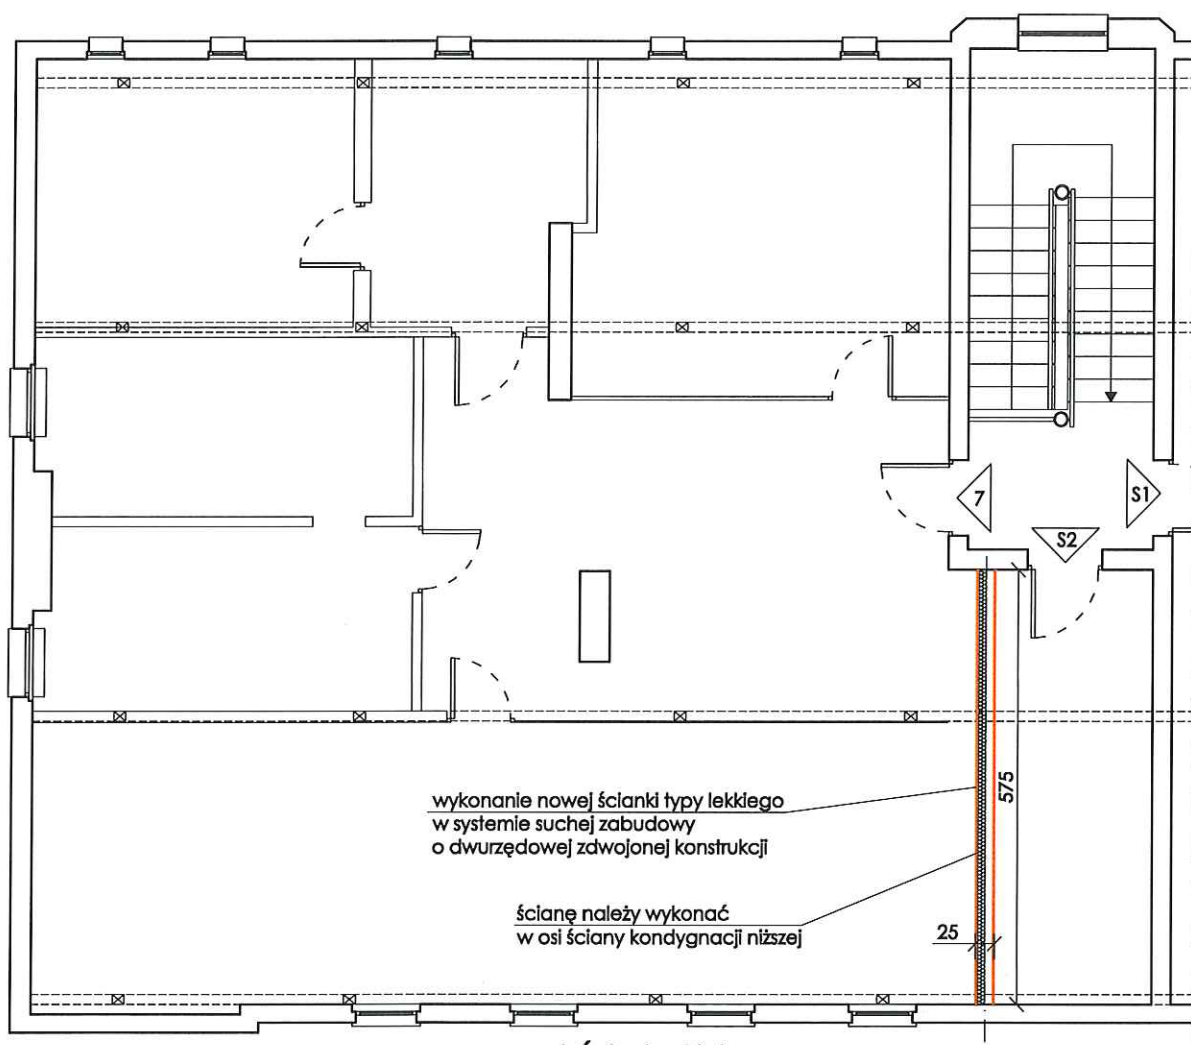 7
S1
S2
575
wykonanie nowej ścianki typy lekkiego
w systemie suchej zabudowy
o dwurzędowej zdwojonej konstrukcji
ścianę należy wykonać
w osi ściany kondygnacji niższej
25